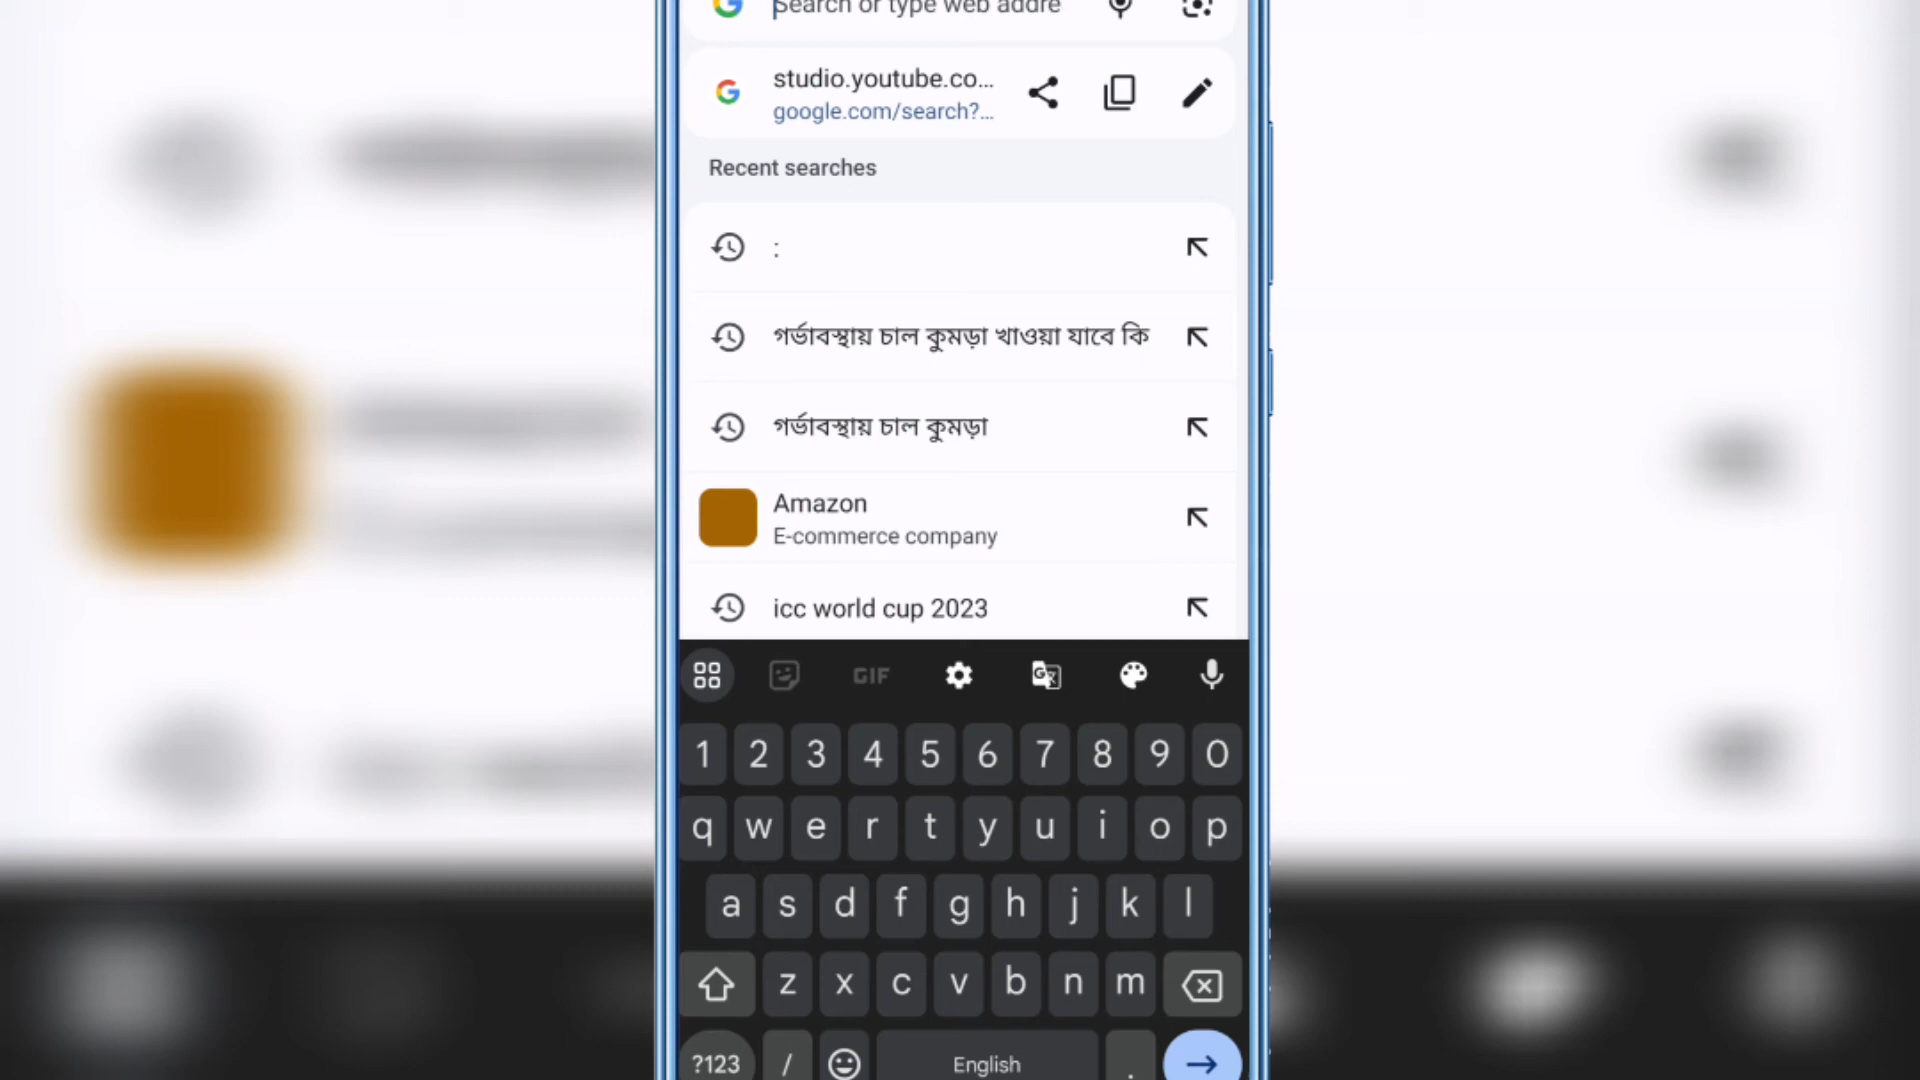 Search or type web addre
studio.youtube.co...
google.com/search?...
Recent searches
:
গর্ভাবস্থায় চাল কুমড়া খাওয়া যাবে কি
গর্ভাবস্থায় চাল কুমড়া
Amazon
E-commerce company
icc world cup 2023
GIF
1 2 3 4 5 6 7 8 9 0
q w e r t y u i o p
a s d f g h j k l
z x c v b n m
?123 / English .